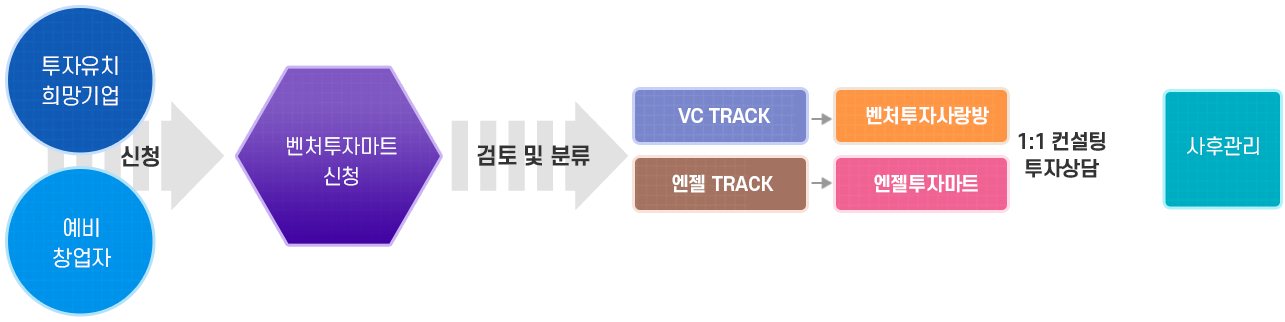 투자유치
희망기업
예비
창업자
신청
벤처투자마트
신청
검토 및 분류
VC TRACK
벤처투자사랑방
엔젤 TRACK
엔젤투자마트
1:1 컨설팅
투자상담
사후관리